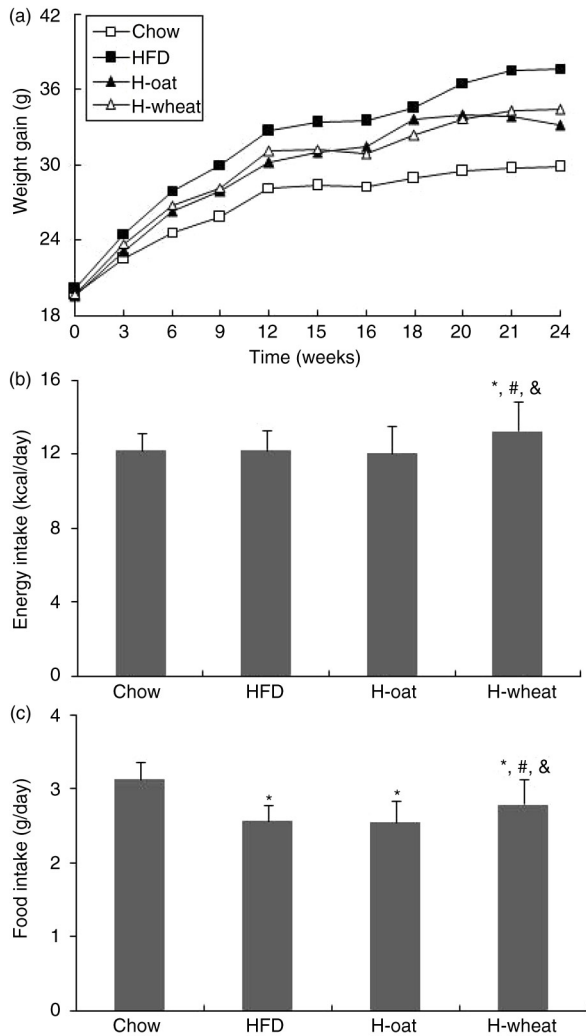 (a)
42
36
30
24
18
Weight gain (g)
Chow
HFD
H-oat
H-wheat
0 3 6 9 12 15 16 18 20 21 24
Time (weeks)
(b)
16
12
8
4
0
Energy intake (kcal/day)
*, #, &
Chow HFD H-oat H-wheat
(c)
4
3
2
1
0
Food intake (g/day)
* * *, #, &
Chow HFD H-oat H-wheat